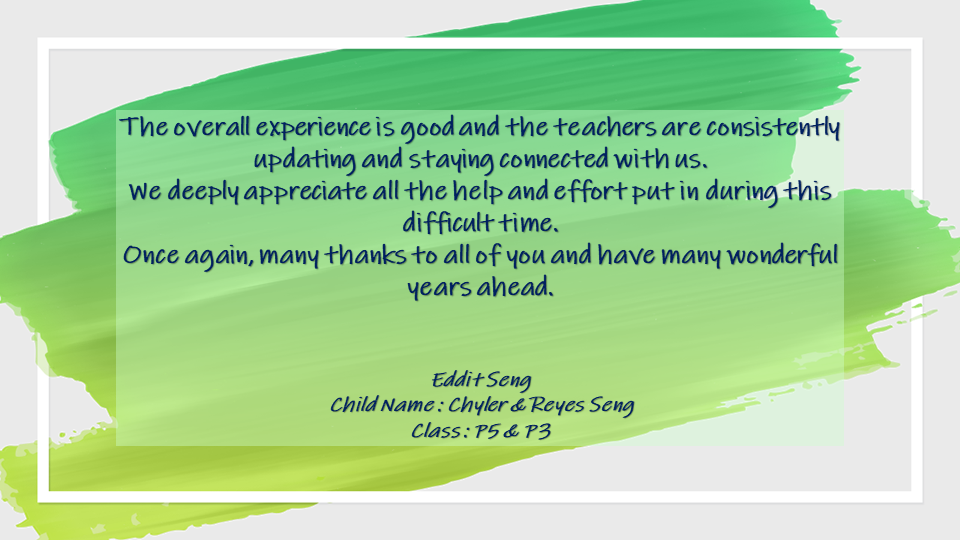 The overall experience is good and the teachers are consistently
updating and staying connected with us.
We deeply appreciate all the help and effort put in during this
difficult time.
Once again, many thanks to all of you and have many wonderful
years ahead.
Eddit Seng
Child Name : Chyler & Reyes Seng
Class : P5 & P3